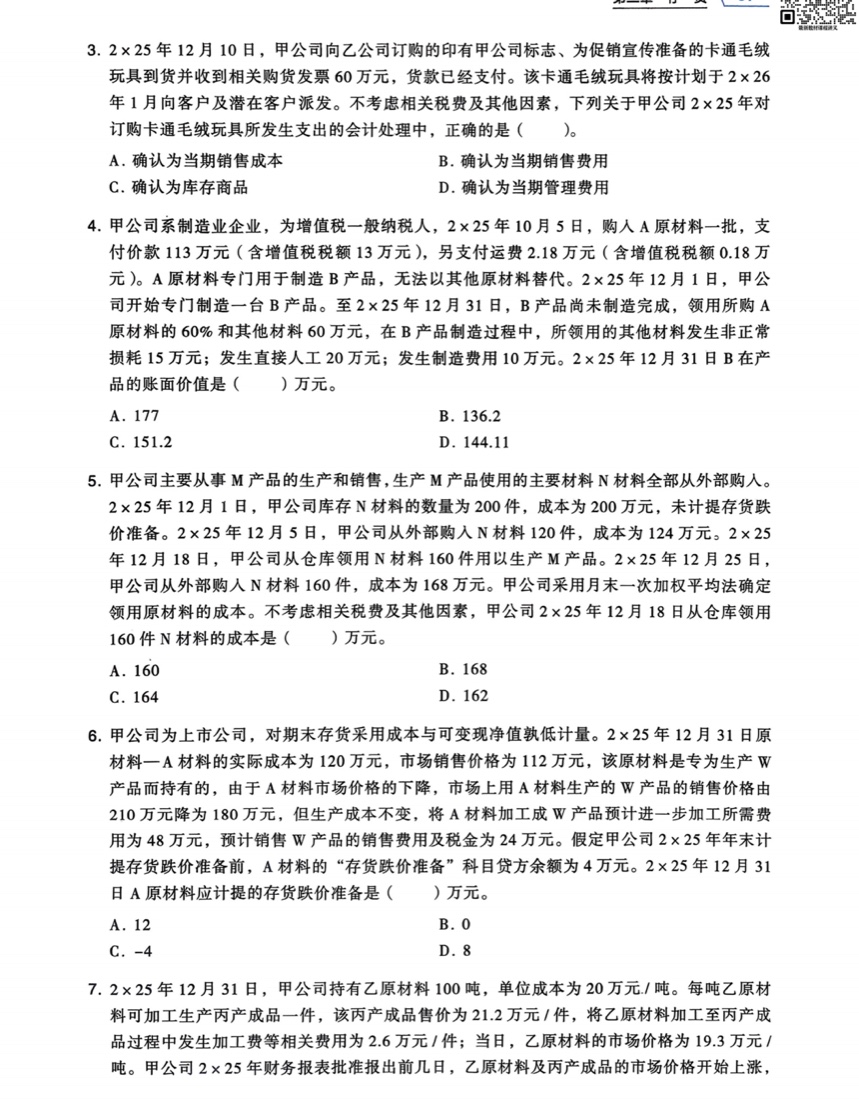 3. 2×25 年 12 月 10 日，甲公司向乙公司订购的印有甲公司标志、为促销宣传准备的卡通毛绒
玩具到货并收到相关购货发票 60 万元，货款已经支付。该卡通毛绒玩具将按计划于 2×26
年 1 月向客户及潜在客户派发。不考虑相关税费及其他因素，下列关于甲公司 2×25 年对
订购卡通毛绒玩具所发生支出的会计处理中，正确的是（　　）。
A. 确认为当期销售成本　　B. 确认为当期销售费用
C. 确认为库存商品　　D. 确认为当期管理费用
4. 甲公司系制造业企业，为增值税一般纳税人，2×25 年 10 月 5 日，购入 A 原材料一批，支
付价款 113 万元（含增值税税额 13 万元），另支付运费 2.18 万元（含增值税税额 0.18 万
元）。A 原材料专门用于制造 B 产品，无法以其他原材料替代。2×25 年 12 月 1 日，甲公
司开始专门制造一台 B 产品。至 2×25 年 12 月 31 日，B 产品尚未制造完成，领用所购 A
原材料的 60% 和其他材料 60 万元，在 B 产品制造过程中，所领用的其他材料发生非正常
损耗 15 万元；发生直接人工 20 万元；发生制造费用 10 万元。2×25 年 12 月 31 日 B 在产
品的账面价值是（　　）万元。
A. 177　　B. 136.2
C. 151.2　　D. 144.11
5. 甲公司主要从事 M 产品的生产和销售，生产 M 产品使用的主要材料 N 材料全部从外部购入。
2×25 年 12 月 1 日，甲公司库存 N 材料的数量为 200 件，成本为 200 万元，未计提存货跌
价准备。2×25 年 12 月 5 日，甲公司从外部购入 N 材料 120 件，成本为 124 万元。2×25
年 12 月 18 日，甲公司从仓库领用 N 材料 160 件用以生产 M 产品。2×25 年 12 月 25 日，
甲公司从外部购入 N 材料 160 件，成本为 168 万元。甲公司采用月末一次加权平均法确定
领用原材料的成本。不考虑相关税费及其他因素，甲公司 2×25 年 12 月 18 日从仓库领用
160 件 N 材料的成本是（　　）万元。
A. 160　　B. 168
C. 164　　D. 162
6. 甲公司为上市公司，对期末存货采用成本与可变现净值孰低计量。2×25 年 12 月 31 日原
材料—A 材料的实际成本为 120 万元，市场销售价格为 112 万元，该原材料是专为生产 W
产品而持有的，由于 A 材料市场价格的下降，市场上用 A 材料生产的 W 产品的销售价格由
210 万元降为 180 万元，但生产成本不变，将 A 材料加工成 W 产品预计进一步加工所需费
用为 48 万元，预计销售 W 产品的销售费用及税金为 24 万元。假定甲公司 2×25 年年末计
提存货跌价准备前，A 材料的“存货跌价准备”科目贷方余额为 4 万元。2×25 年 12 月 31
日 A 原材料应计提的存货跌价准备是（　　）万元。
A. 12　　B. 0
C. -4　　D. 8
7. 2×25 年 12 月 31 日，甲公司持有乙原材料 100 吨，单位成本为 20 万元 / 吨。每吨乙原材
料可加工生产丙产成品一件，该丙产成品售价为 21.2 万元 / 件，将乙原材料加工至丙产成
品过程中发生加工费等相关费用为 2.6 万元 / 件；当日，乙原材料的市场价格为 19.3 万元 /
吨。甲公司 2×25 年财务报表批准报出前几日，乙原材料及丙产成品的市场价格开始上涨，